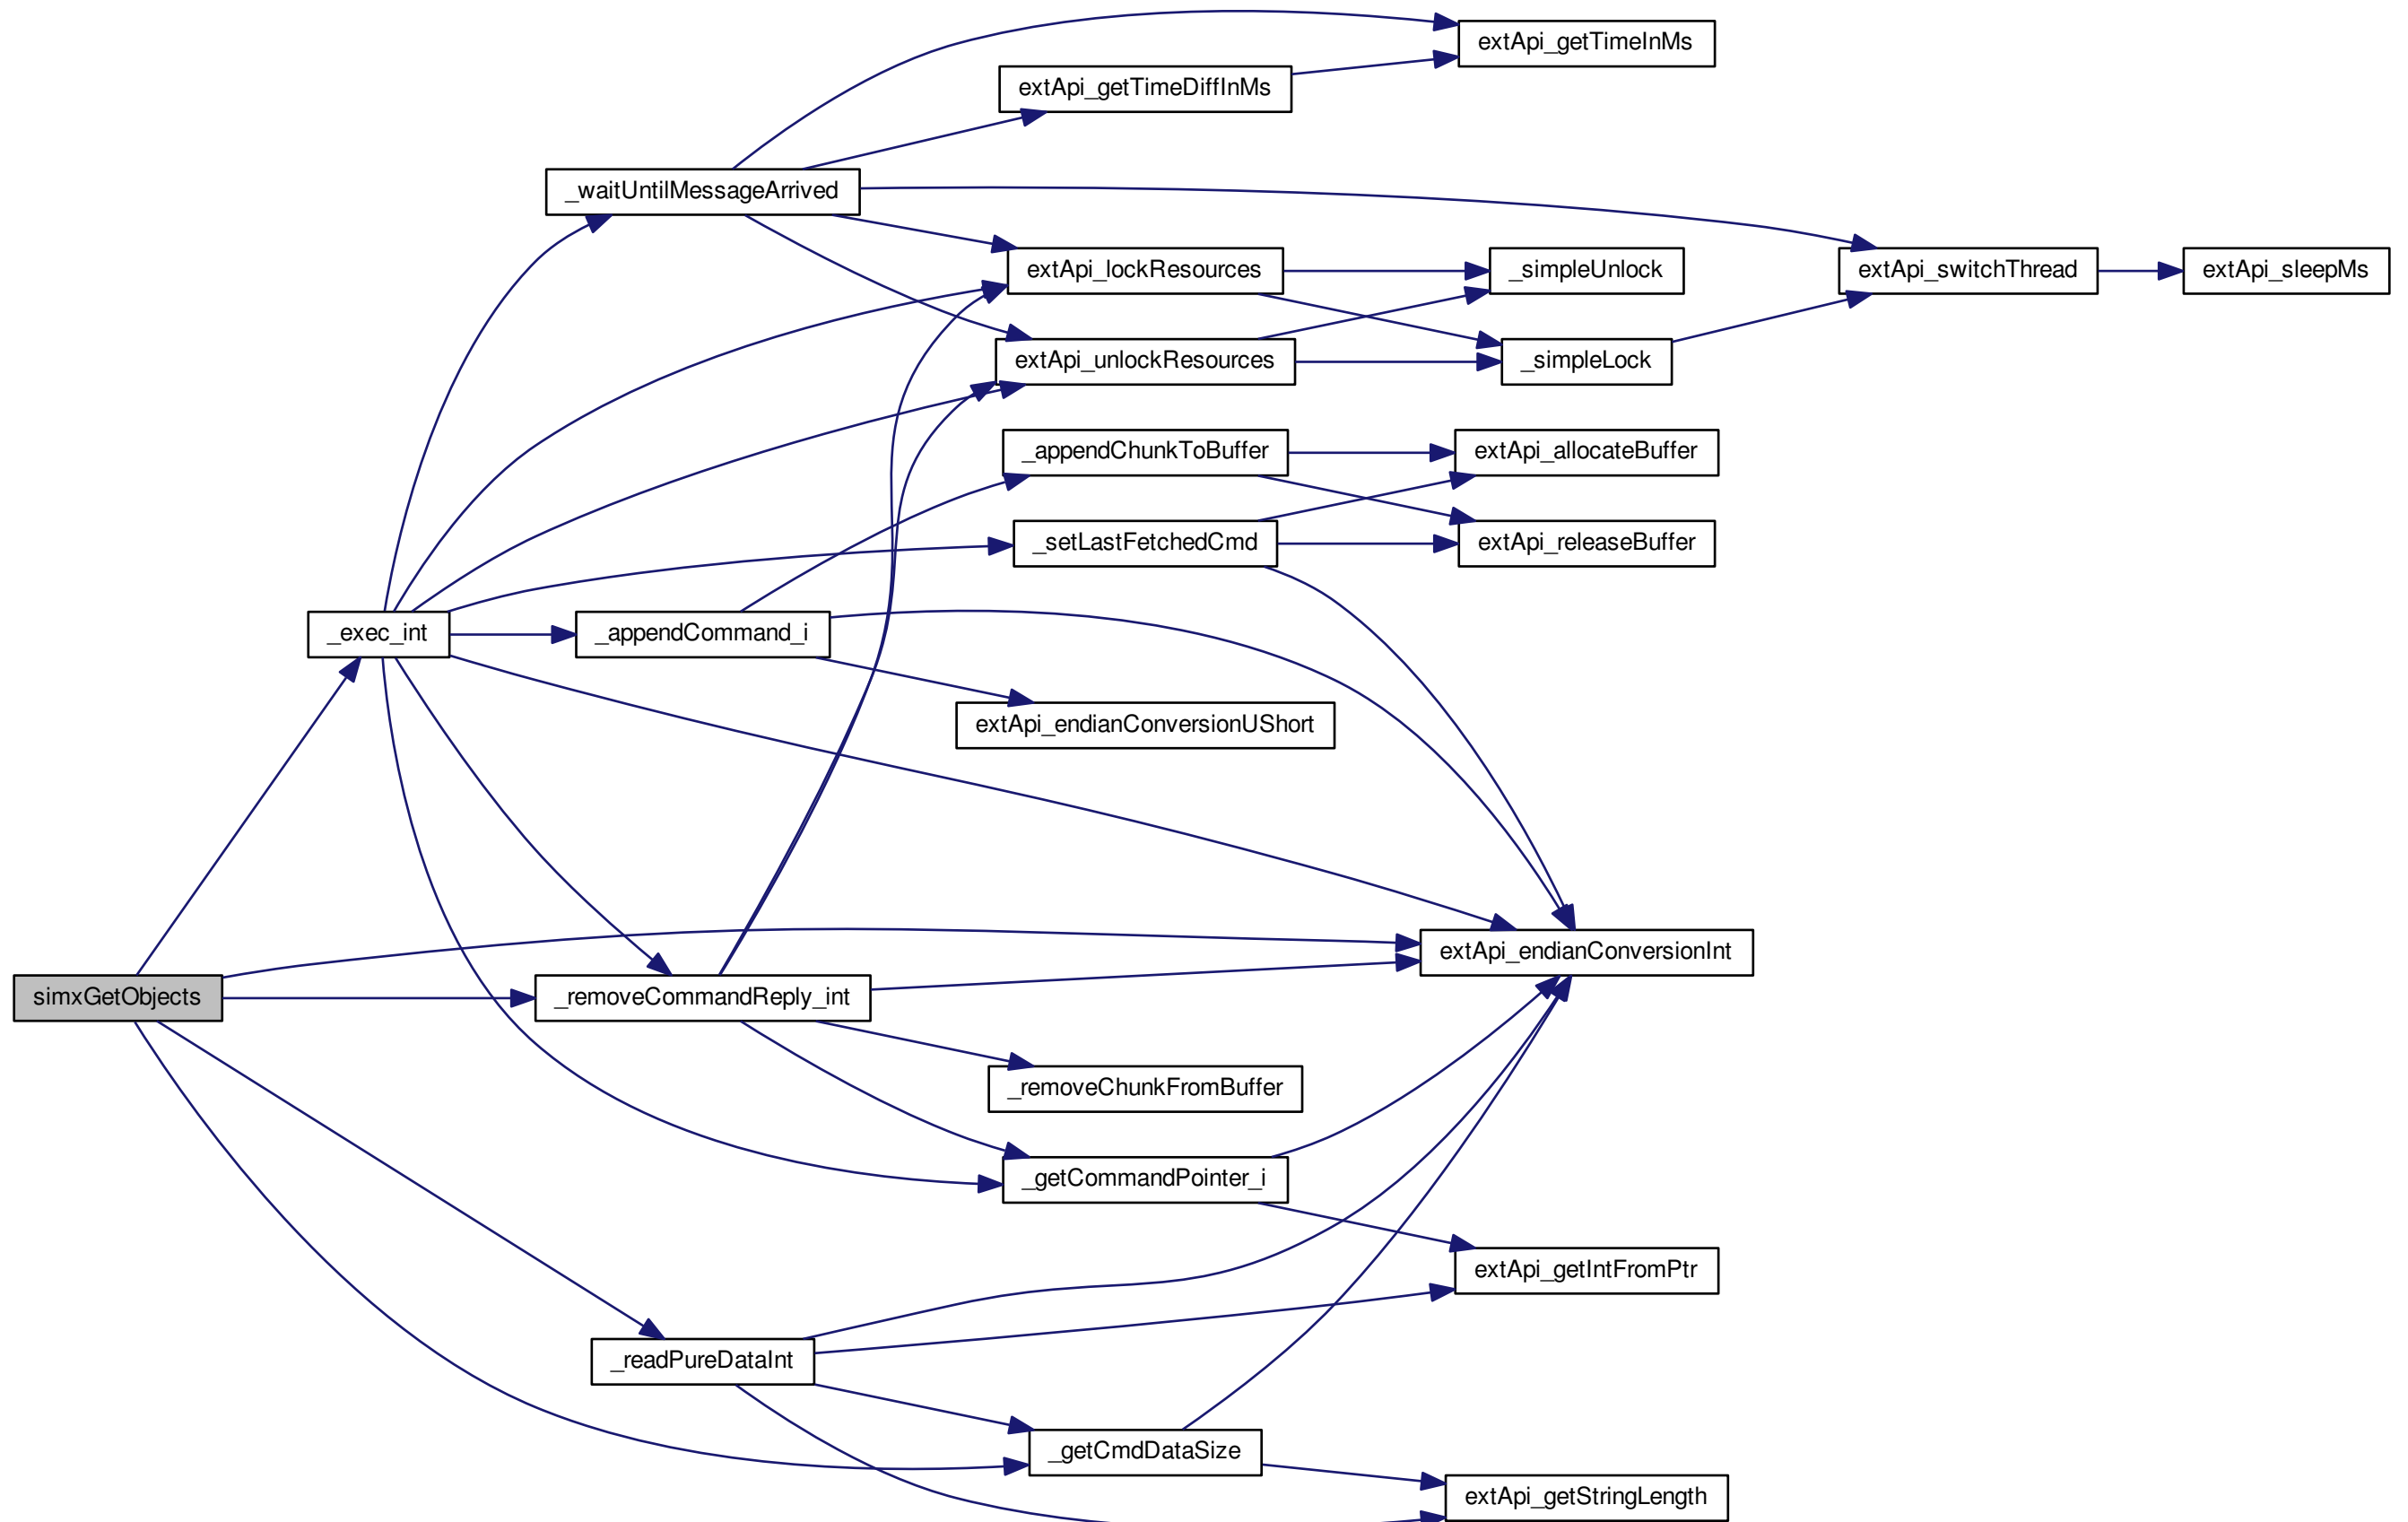 extApi_getTimeInMs
extApi_getTimeDiffInMs
_waitUntilMessageArrived
extApi_lockResources
_simpleUnlock
extApi_switchThread
extApi_sleepMs
extApi_unlockResources
_simpleLock
_appendChunkToBuffer
extApi_allocateBuffer
_setLastFetchedCmd
extApi_releaseBuffer
_exec_int
_appendCommand_i
extApi_endianConversionUShort
extApi_endianConversionInt
simxGetObjects
_removeCommandReply_int
_removeChunkFromBuffer
_getCommandPointer_i
extApi_getIntFromPtr
_readPureDataInt
_getCmdDataSize
extApi_getStringLength